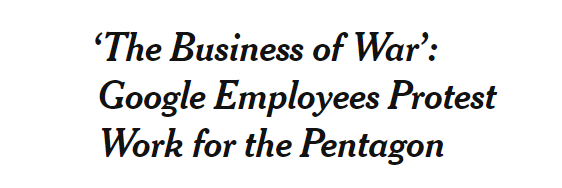 ‘The Business of War’:
Google Employees Protest
Work for the Pentagon